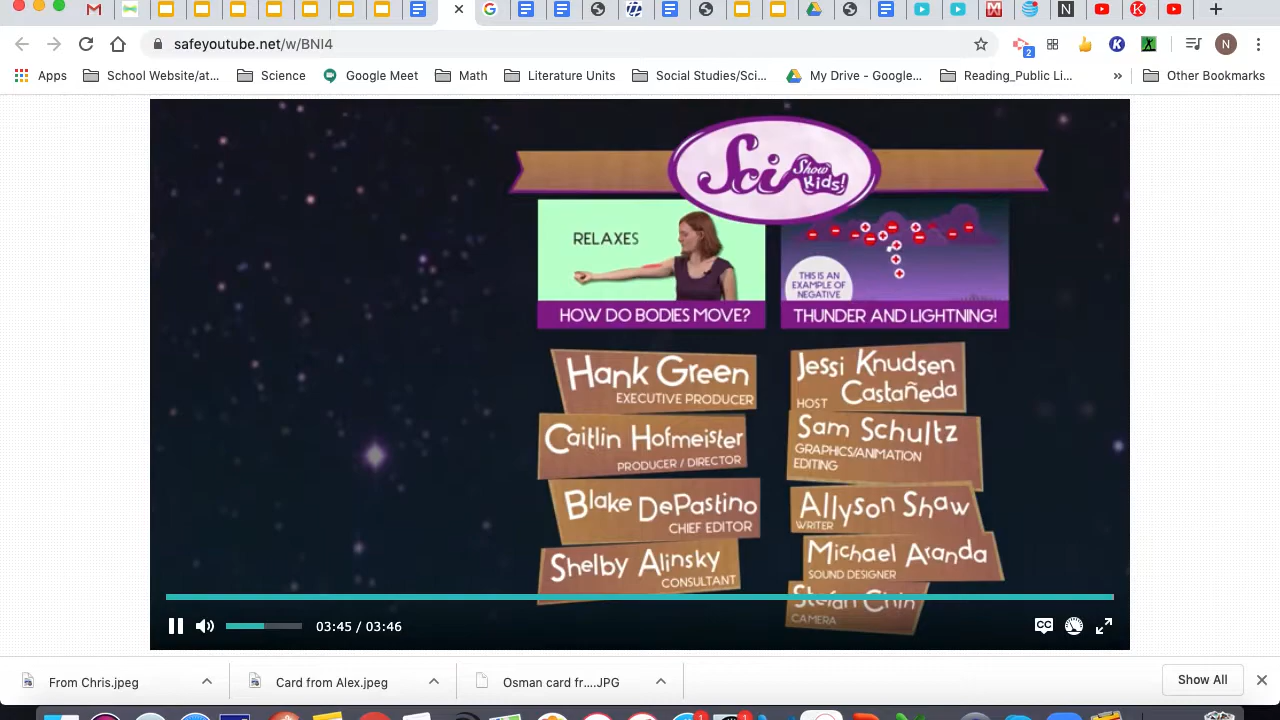 safeyoutube.net/w/BNI4
2
N
Apps
School Website/at...
Science
Google Meet
Math
Literature Units
Social Studies/Sci...
My Drive - Google...
Reading_Public Li...
»
Other Bookmarks
Sci Show Kids!
RELAXES
HOW DO BODIES MOVE?
THIS IS AN
EXAMPLE OF
NEGATIVE
THUNDER AND LIGHTNING!
Hank Green
EXECUTIVE PRODUCER
Caitlin Hofmeister
PRODUCER / DIRECTOR
Blake DePastino
CHIEF EDITOR
Shelby Alinsky
CONSULTANT
Jessi Knudsen
Castañeda
HOST
Sam Schultz
GRAPHICS/ANIMATION
EDITING
Allyson Shaw
WRITER
Michael Aranda
SOUND DESIGNER
Stefan Chin
CAMERA
03:45 / 03:46
CC
From Chris.jpeg
Card from Alex.jpeg
Osman card fr....JPG
Show All